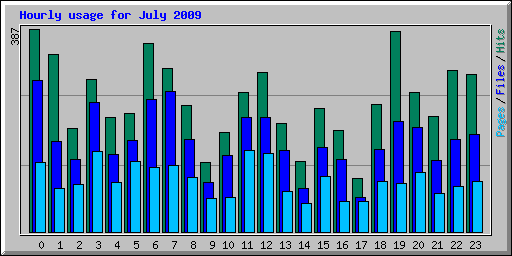 Hourly usage for July 2009
387
Pages / Files / Hits
0 1 2 3 4 5 6 7 8 9 10 11 12 13 14 15 16 17 18 19 20 21 22 23